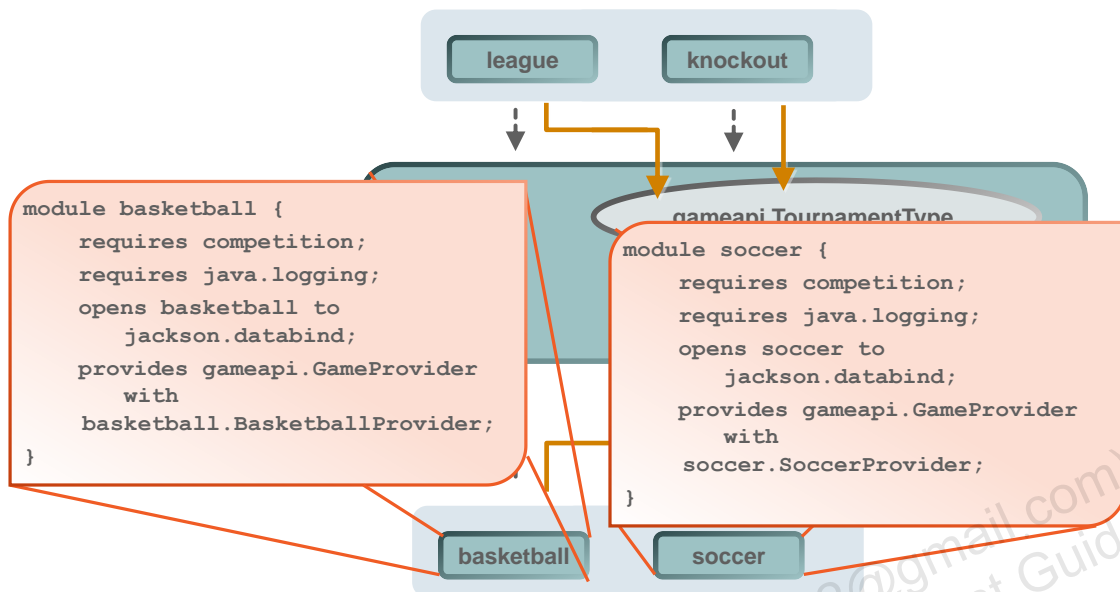 league
knockout
gameapi.TournamentType
module basketball {
requires competition;
requires java.logging;
opens basketball to
jackson.databind;
provides gameapi.GameProvider
with
basketball.BasketballProvider;
}
module soccer {
requires competition;
requires java.logging;
opens soccer to
jackson.databind;
provides gameapi.GameProvider
with
soccer.SoccerProvider;
}
basketball
soccer
@gmail.com)